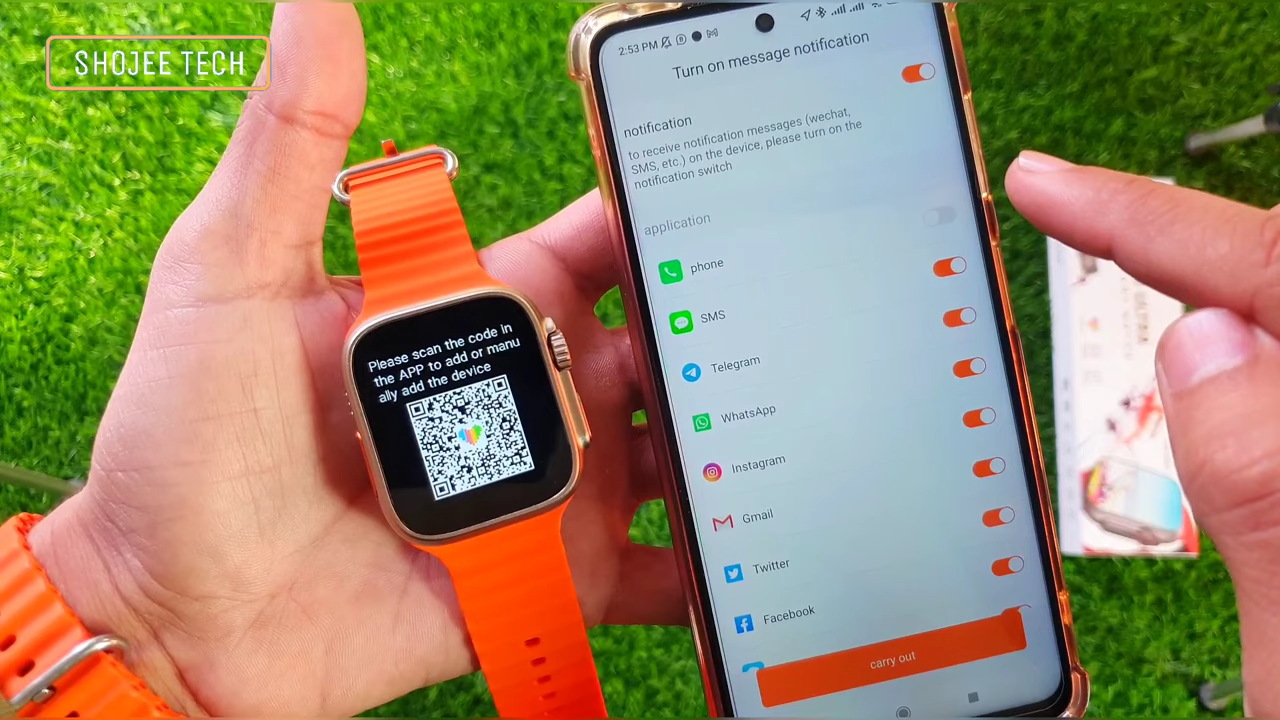 SHOJEE TECH
Please scan the code in
the APP to add or manu
ally add the device
2:53 PM
Turn on message notification
notification
to receive notification messages (wechat,
SMS, etc.) on the device, please turn on the
notification switch
application
phone
SMS
Telegram
WhatsApp
Instagram
Gmail
Twitter
Facebook
carry out